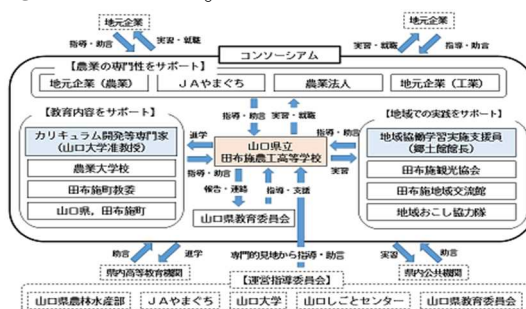 地元企業
地元企業
指導・助言
実習・就職
コンソーシアム
実習・就職
指導・助言
【農業の専門性をサポート】
地元企業(農業)
JAやまぐち
農業法人
地元企業(工業)
指導・助言
実習・就職
【教育内容をサポート】
【地域での実践をサポート】
カリキュラム開発等専門家
(山口大学准教授)
農業大学校
田布施町教委
山口県,田布施町
進学
指導・助言
山口県立
田布施農工高等学校
指導・助言
実習
地域協働学習実施支援員
(郷土館館長)
田布施観光協会
田布施地域交流館
地域おこし協力隊
報告・連絡
指導・支援
山口県教育委員会
助言
進学
専門的見地から指導・助言
実習
助言
県内高等教育機関
県内公共機関
【運営指導委員会】
山口県農林水産部
JAやまぐち
山口大学
山口しごとセンター
山口県教育委員会